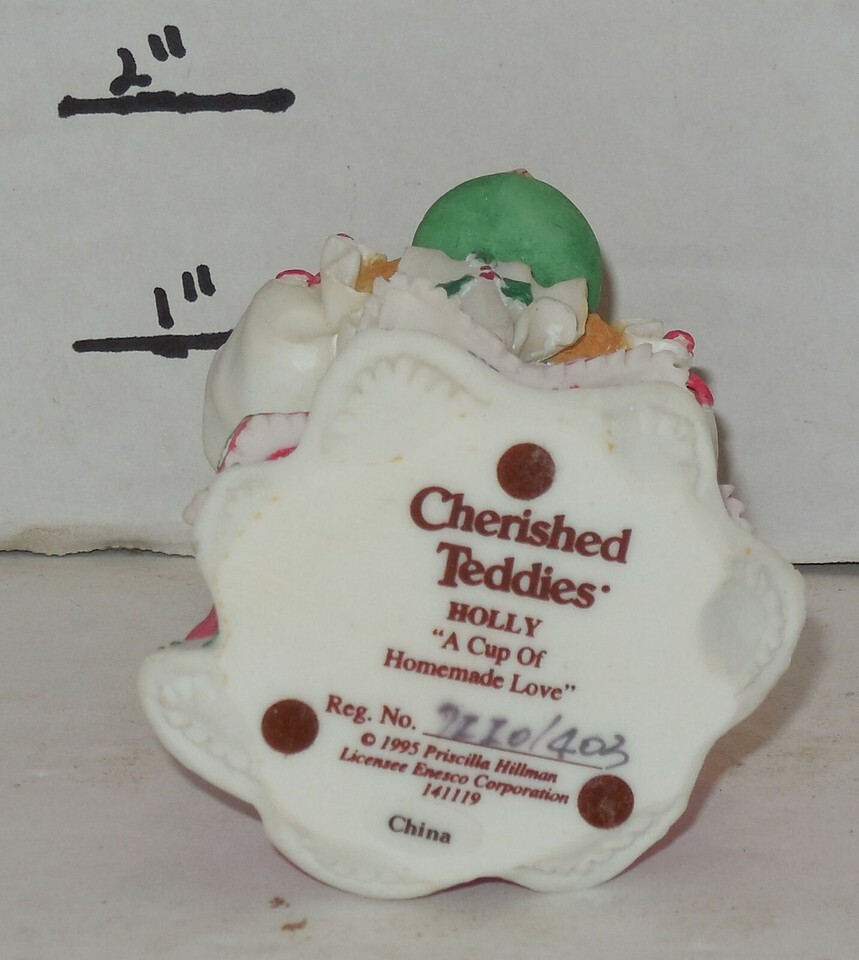 2"
1"
Cherished
Teddies
HOLLY
"A Cup Of
Homemade Love"
Reg. No. /403
© 1995 Priscilla Hillman
Licensee Enesco Corporation
141119
China